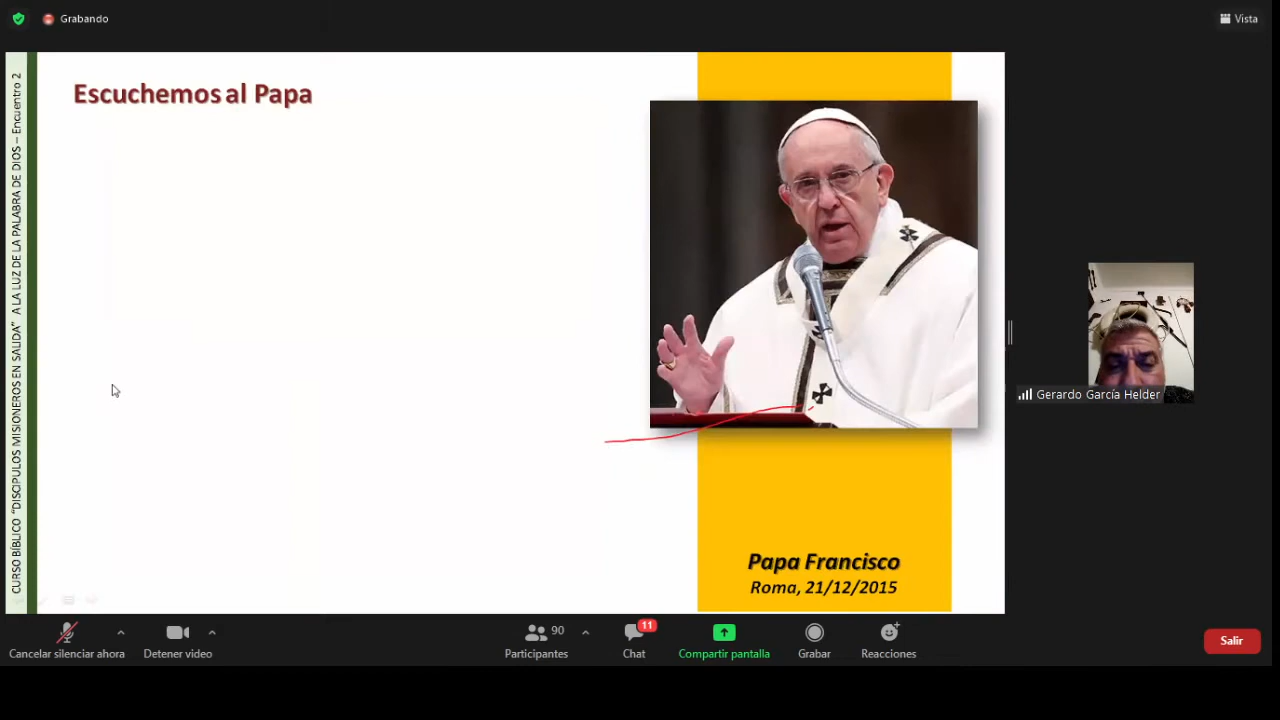 Grabando
Vista
CURSO BÍBLICO "DISCIPULOS MISIONEROS EN SALIDA" A LA LUZ DE LA PALABRA DE DIOS – Encuentro 2
Escuchemos al Papa
Gerardo García Helder
Papa Francisco
Roma, 21/12/2015
Cancelar silenciar ahora
Detener video
90
Participantes
11
Chat
Compartir pantalla
Grabar
Reacciones
Salir